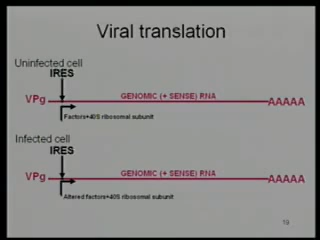 Viral translation
Uninfected cell
IRES
VPg
GENOMIC (+ SENSE) RNA
AAAAA
Factors+40S ribosomal subunit
Infected cell
IRES
VPg
GENOMIC (+ SENSE) RNA
AAAAA
Altered factors+40S ribosomal subunit
19